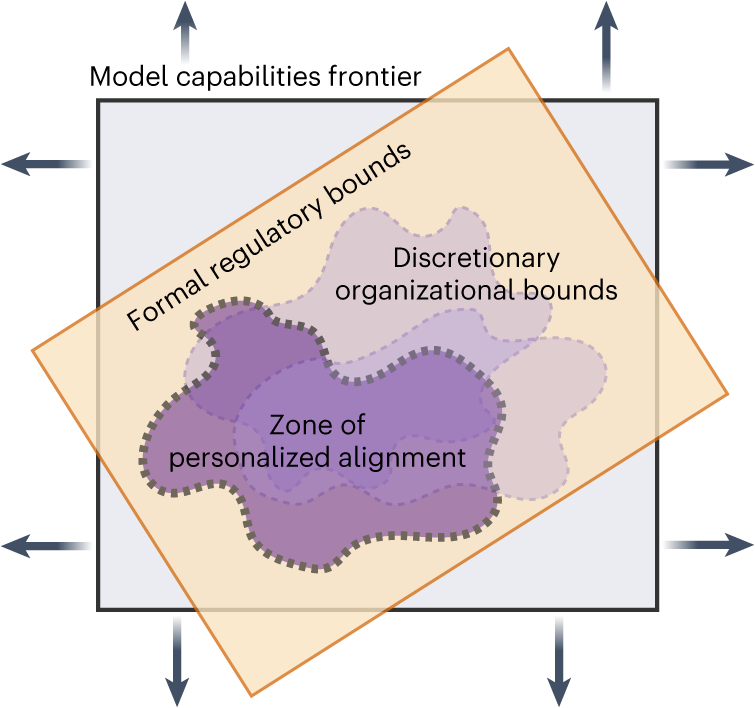 Model capabilities frontier
Formal regulatory bounds
Discretionary
organizational bounds
Zone of
personalized alignment